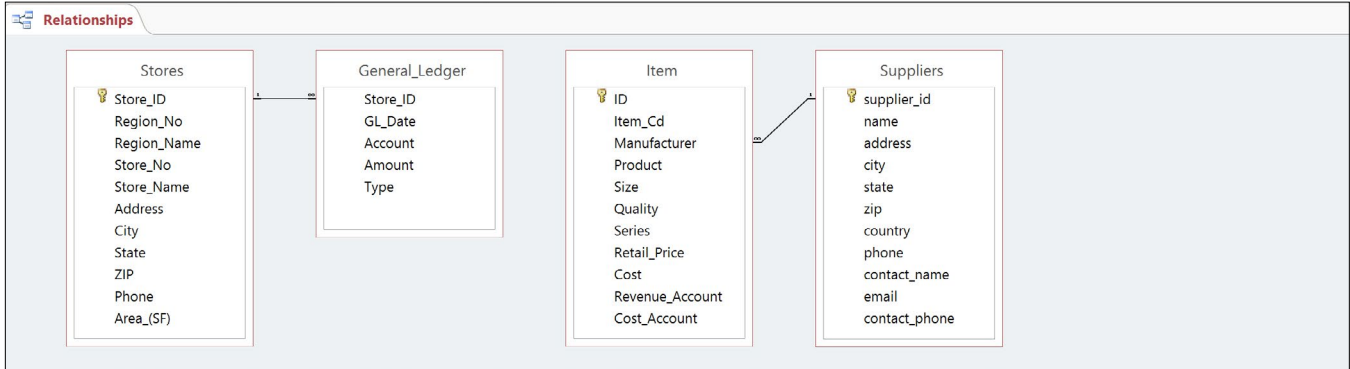 Relationships
Stores
Store_ID
Region_No
Region_Name
Store_No
Store_Name
Address
City
State
ZIP
Phone
Area_(SF)
1
∞
General_Ledger
Store_ID
GL_Date
Account
Amount
Type
Item
ID
Item_Cd
Manufacturer
Product
Size
Quality
Series
Retail_Price
Cost
Revenue_Account
Cost_Account
∞
1
Suppliers
supplier_id
name
address
city
state
zip
country
phone
contact_name
email
contact_phone